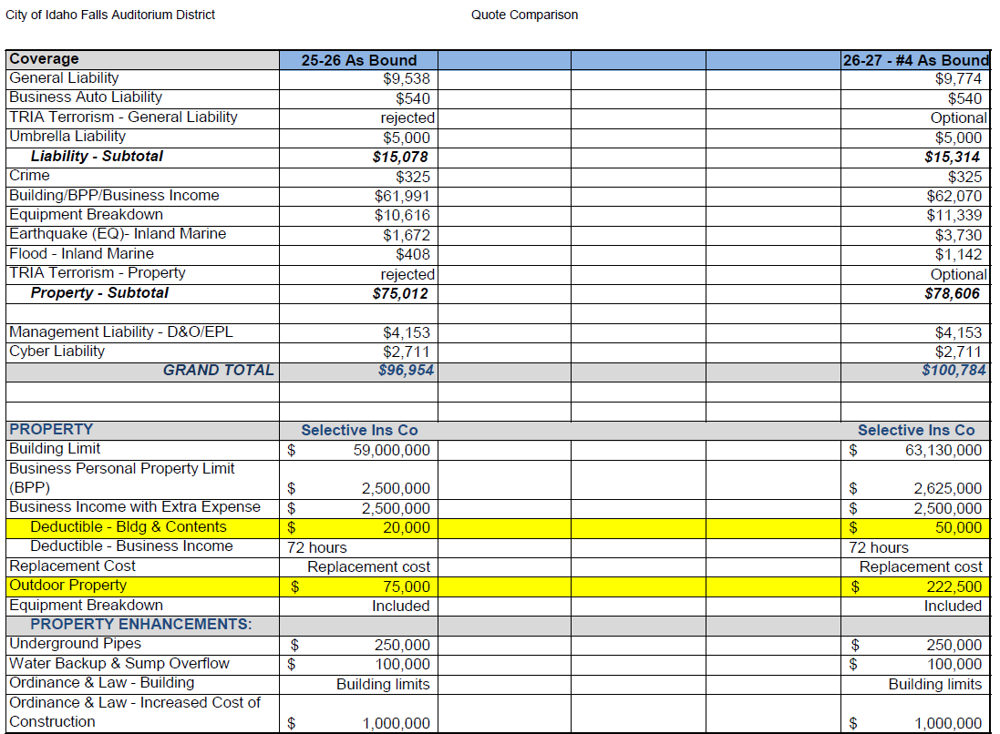 City of Idaho Falls Auditorium District Quote Comparison
Coverage 25-26 As Bound 26-27 - #4 As Bound
General Liability $9,538 $9,774
Business Auto Liability $540 $540
TRIA Terrorism - General Liability rejected Optional
Umbrella Liability $5,000 $5,000
Liability - Subtotal $15,078 $15,314
Crime $325 $325
Building/BPP/Business Income $61,991 $62,070
Equipment Breakdown $10,616 $11,339
Earthquake (EQ)- Inland Marine $1,672 $3,730
Flood - Inland Marine $408 $1,142
TRIA Terrorism - Property rejected Optional
Property - Subtotal $75,012 $78,606
Management Liability - D&O/EPL $4,153 $4,153
Cyber Liability $2,711 $2,711
GRAND TOTAL $96,954 $100,784
PROPERTY Selective Ins Co Selective Ins Co
Building Limit $ 59,000,000 $ 63,130,000
Business Personal Property Limit
(BPP) $ 2,500,000 $ 2,625,000
Business Income with Extra Expense $ 2,500,000 $ 2,500,000
Deductible - Bldg & Contents $ 20,000 $ 50,000
Deductible - Business Income 72 hours 72 hours
Replacement Cost Replacement cost Replacement cost
Outdoor Property $ 75,000 $ 222,500
Equipment Breakdown Included Included
PROPERTY ENHANCEMENTS:
Underground Pipes $ 250,000 $ 250,000
Water Backup & Sump Overflow $ 100,000 $ 100,000
Ordinance & Law - Building Building limits Building limits
Ordinance & Law - Increased Cost of
Construction $ 1,000,000 $ 1,000,000